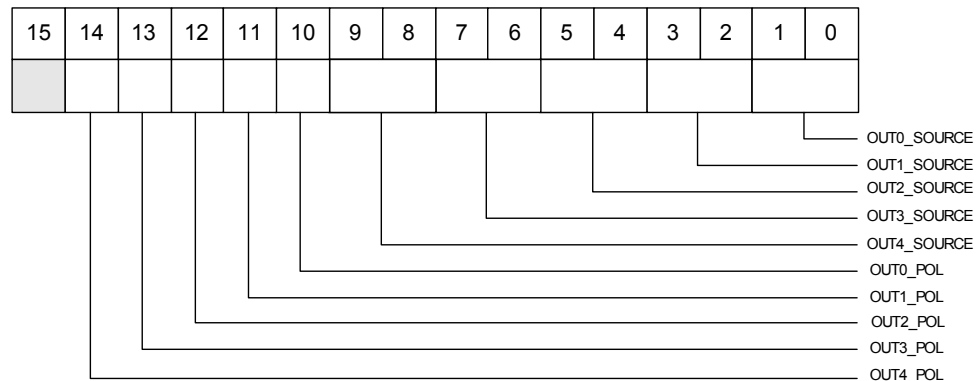 15 14 13 12 11 10 9 8 7 6 5 4 3 2 1 0
OUT0_SOURCE
OUT1_SOURCE
OUT2_SOURCE
OUT3_SOURCE
OUT4_SOURCE
OUT0_POL
OUT1_POL
OUT2_POL
OUT3_POL
OUT4_POL